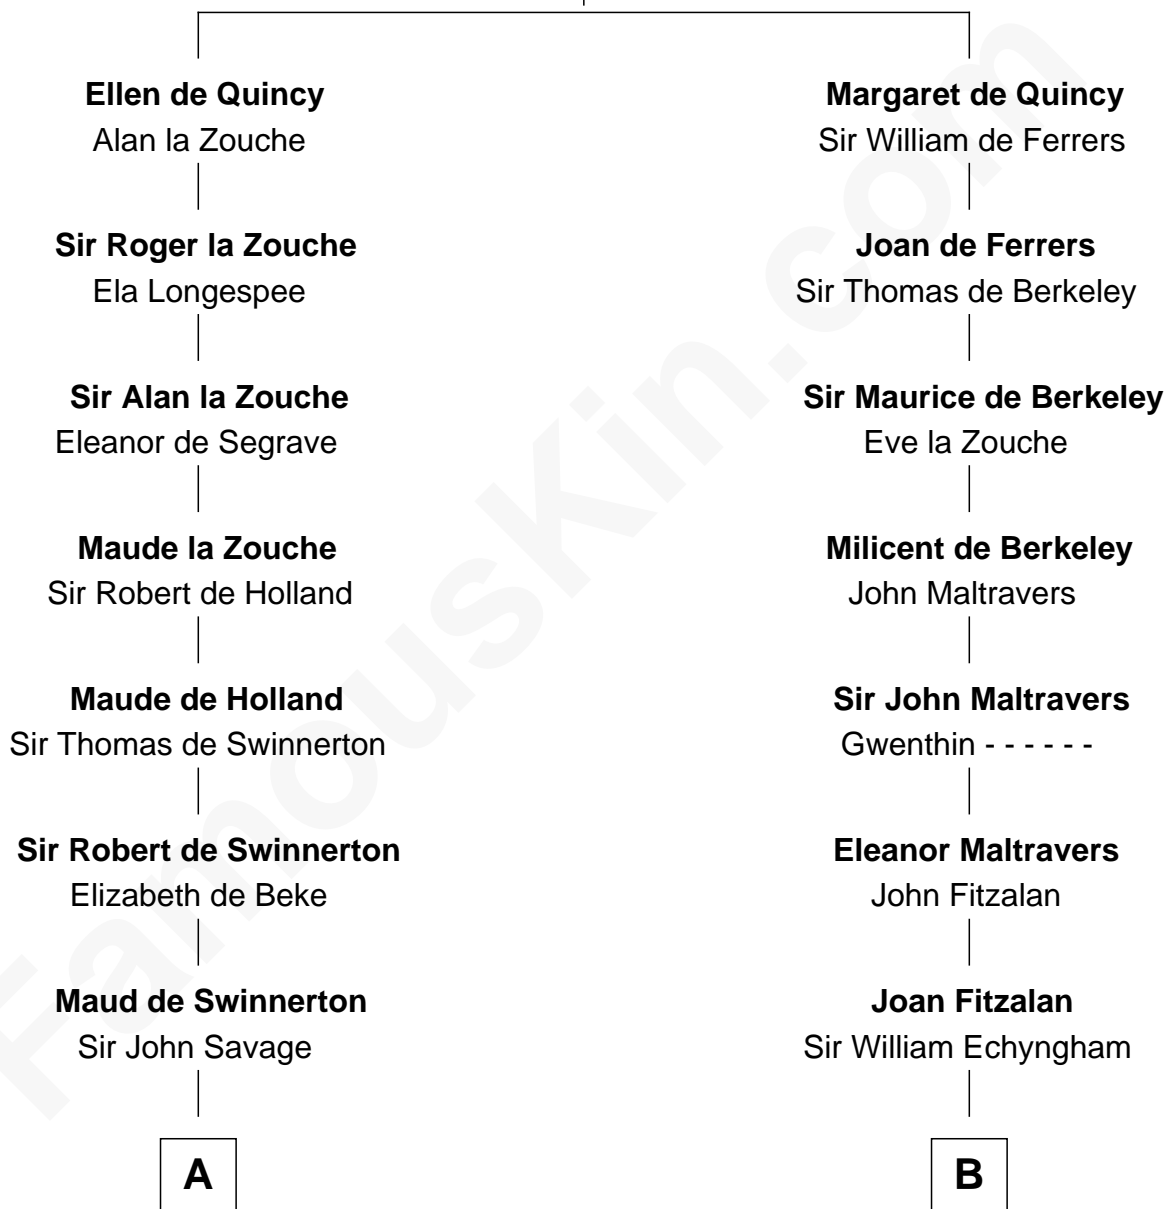 Ellen de Quincy
Alan la Zouche
Margaret de Quincy
Sir William de Ferrers
Sir Roger la Zouche
Ela Longespee
Joan de Ferrers
Sir Thomas de Berkeley
Sir Alan la Zouche
Eleanor de Segrave
Sir Maurice de Berkeley
Eve la Zouche
Maude la Zouche
Sir Robert de Holland
Milicent de Berkeley
John Maltravers
Maude de Holland
Sir Thomas de Swinnerton
Sir John Maltravers
Gwenthin - - - - - -
Sir Robert de Swinnerton
Elizabeth de Beke
Eleanor Maltravers
John Fitzalan
Maud de Swinnerton
Sir John Savage
Joan Fitzalan
Sir William Echyngham
A
B
FamousKin.com